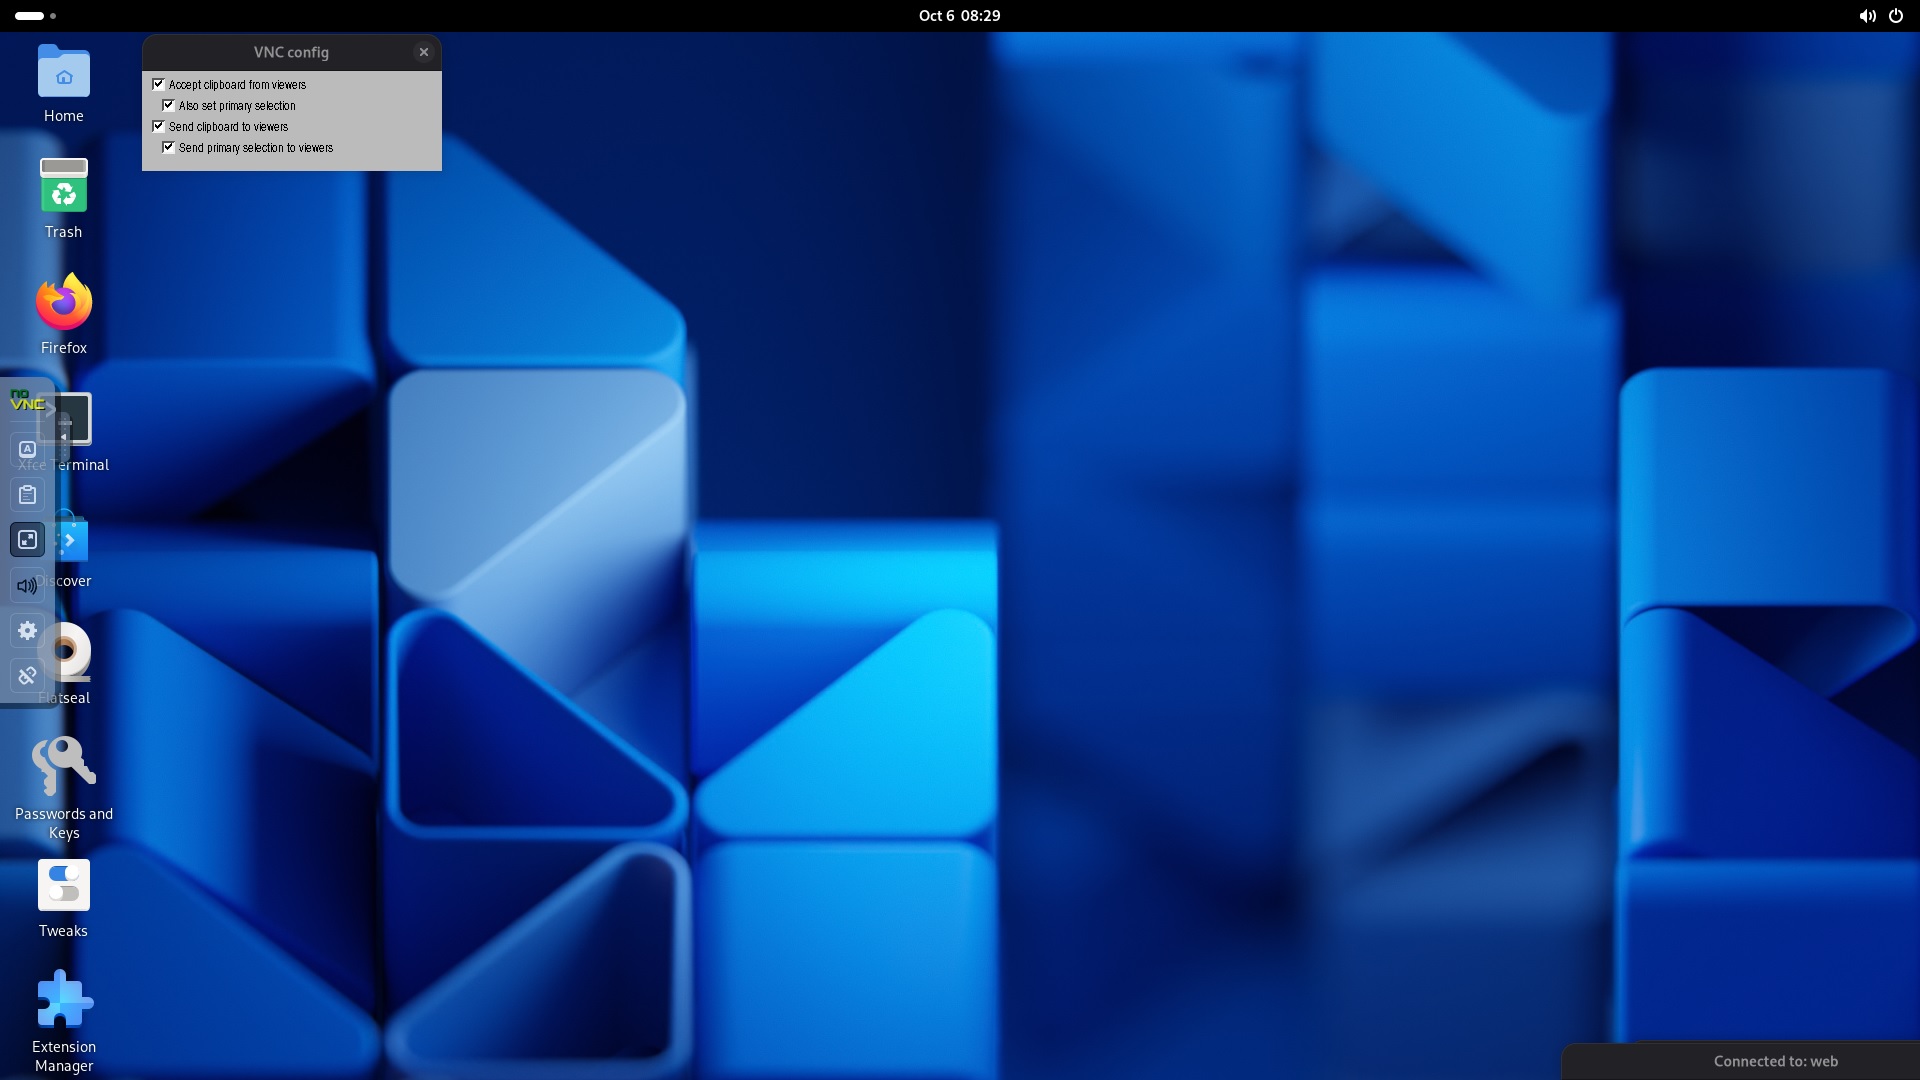 Oct 6 08:29
VNC config
Accept clipboard from viewers
Also set primary selection
Send clipboard to viewers
Send primary selection to viewers
Home
Trash
Firefox
no
VNC
A
Xfce Terminal
Discover
Flatseal
Passwords and
Keys
Tweaks
Extension
Manager
Connected to: web